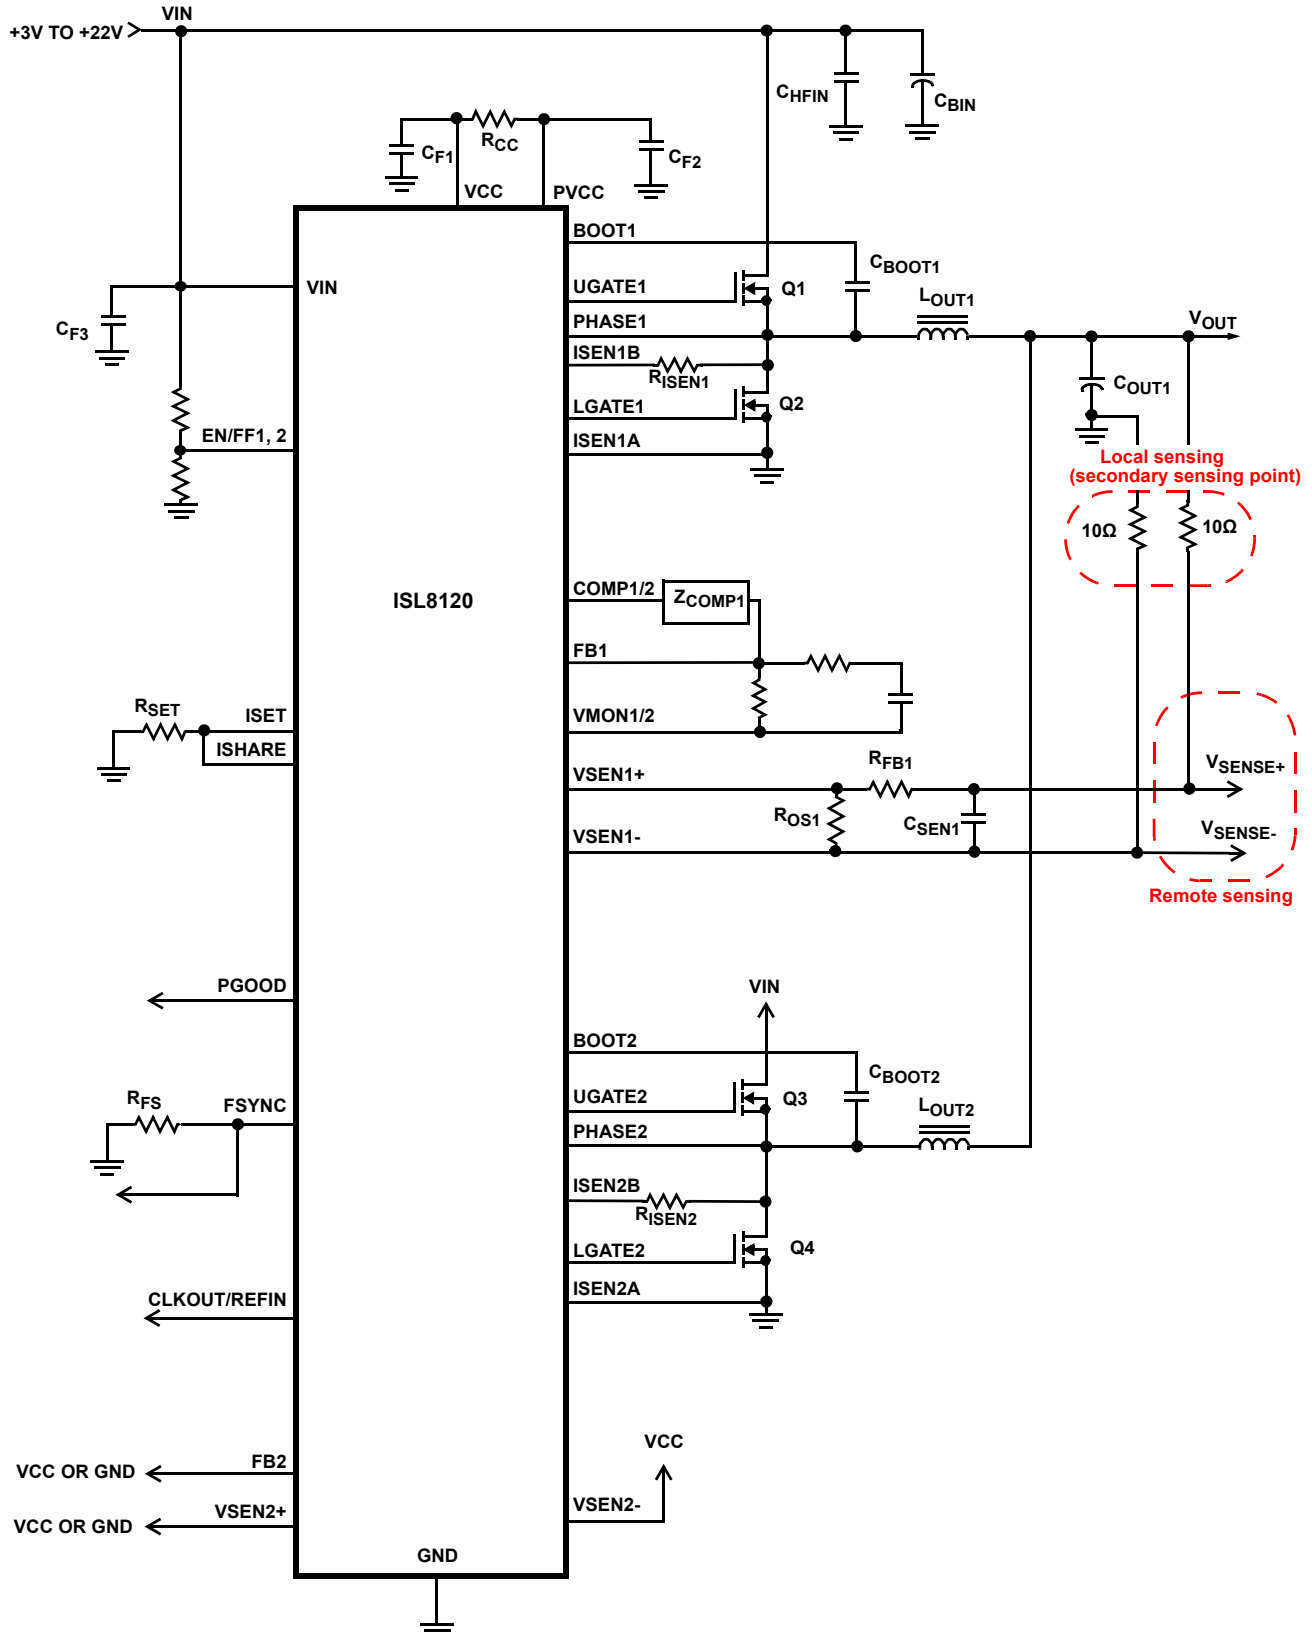 VIN
+3V TO +22V
CHFIN
CBIN
CF1
RCC
CF2
VCC
PVCC
BOOT1
CBOOT1
VIN
UGATE1
Q1
LOUT1
CF3
PHASE1
VOUT
ISEN1B
RISEN1
COUT1
LGATE1
Q2
EN/FF1, 2
ISEN1A
Local sensing
(secondary sensing point)
10Ω
10Ω
ISL8120
COMP1/2
ZCOMP1
FB1
RSET
ISET
VMON1/2
ISHARE
RFB1
VSEN1+
VSENSE+
ROS1
CSEN1
VSEN1-
VSENSE-
Remote sensing
PGOOD
VIN
BOOT2
CBOOT2
RFS
FSYNC
UGATE2
Q3
LOUT2
PHASE2
ISEN2B
RISEN2
LGATE2
Q4
ISEN2A
CLKOUT/REFIN
VCC
VCC OR GND
FB2
VSEN2-
VCC OR GND
VSEN2+
GND